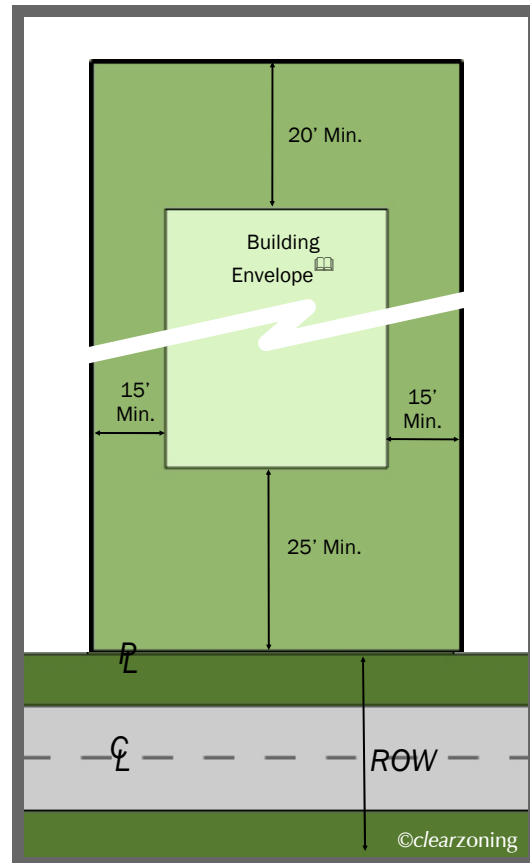 20’ Min.
Building
Envelope
15’
Min.
15’
Min.
25’ Min.
PL
CL
ROW
©clearzoning